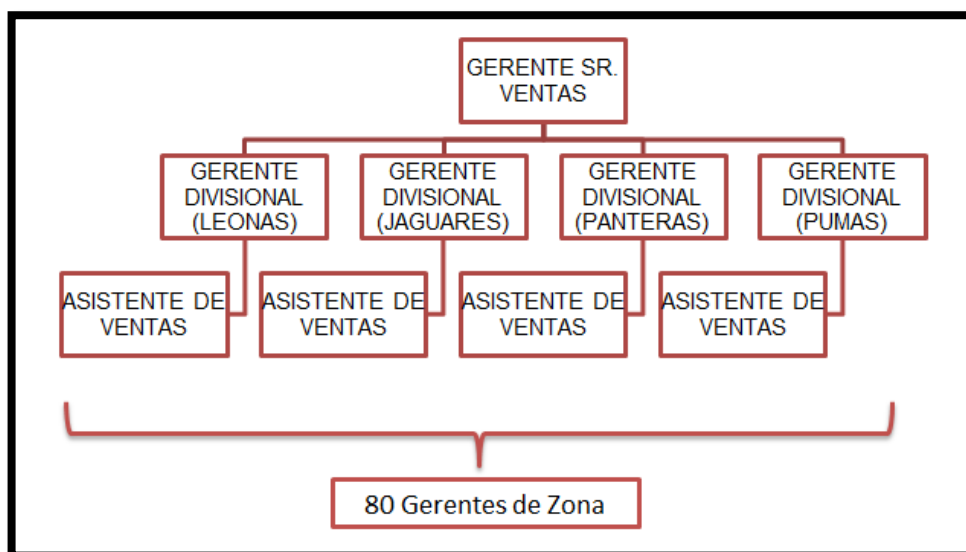 GERENTE SR.
VENTAS
GERENTE
DIVISIONAL
(LEONAS)
GERENTE
DIVISIONAL
(JAGUARES)
GERENTE
DIVISIONAL
(PANTERAS)
GERENTE
DIVISIONAL
(PUMAS)
ASISTENTE DE
VENTAS
ASISTENTE DE
VENTAS
ASISTENTE DE
VENTAS
ASISTENTE DE
VENTAS
80 Gerentes de Zona